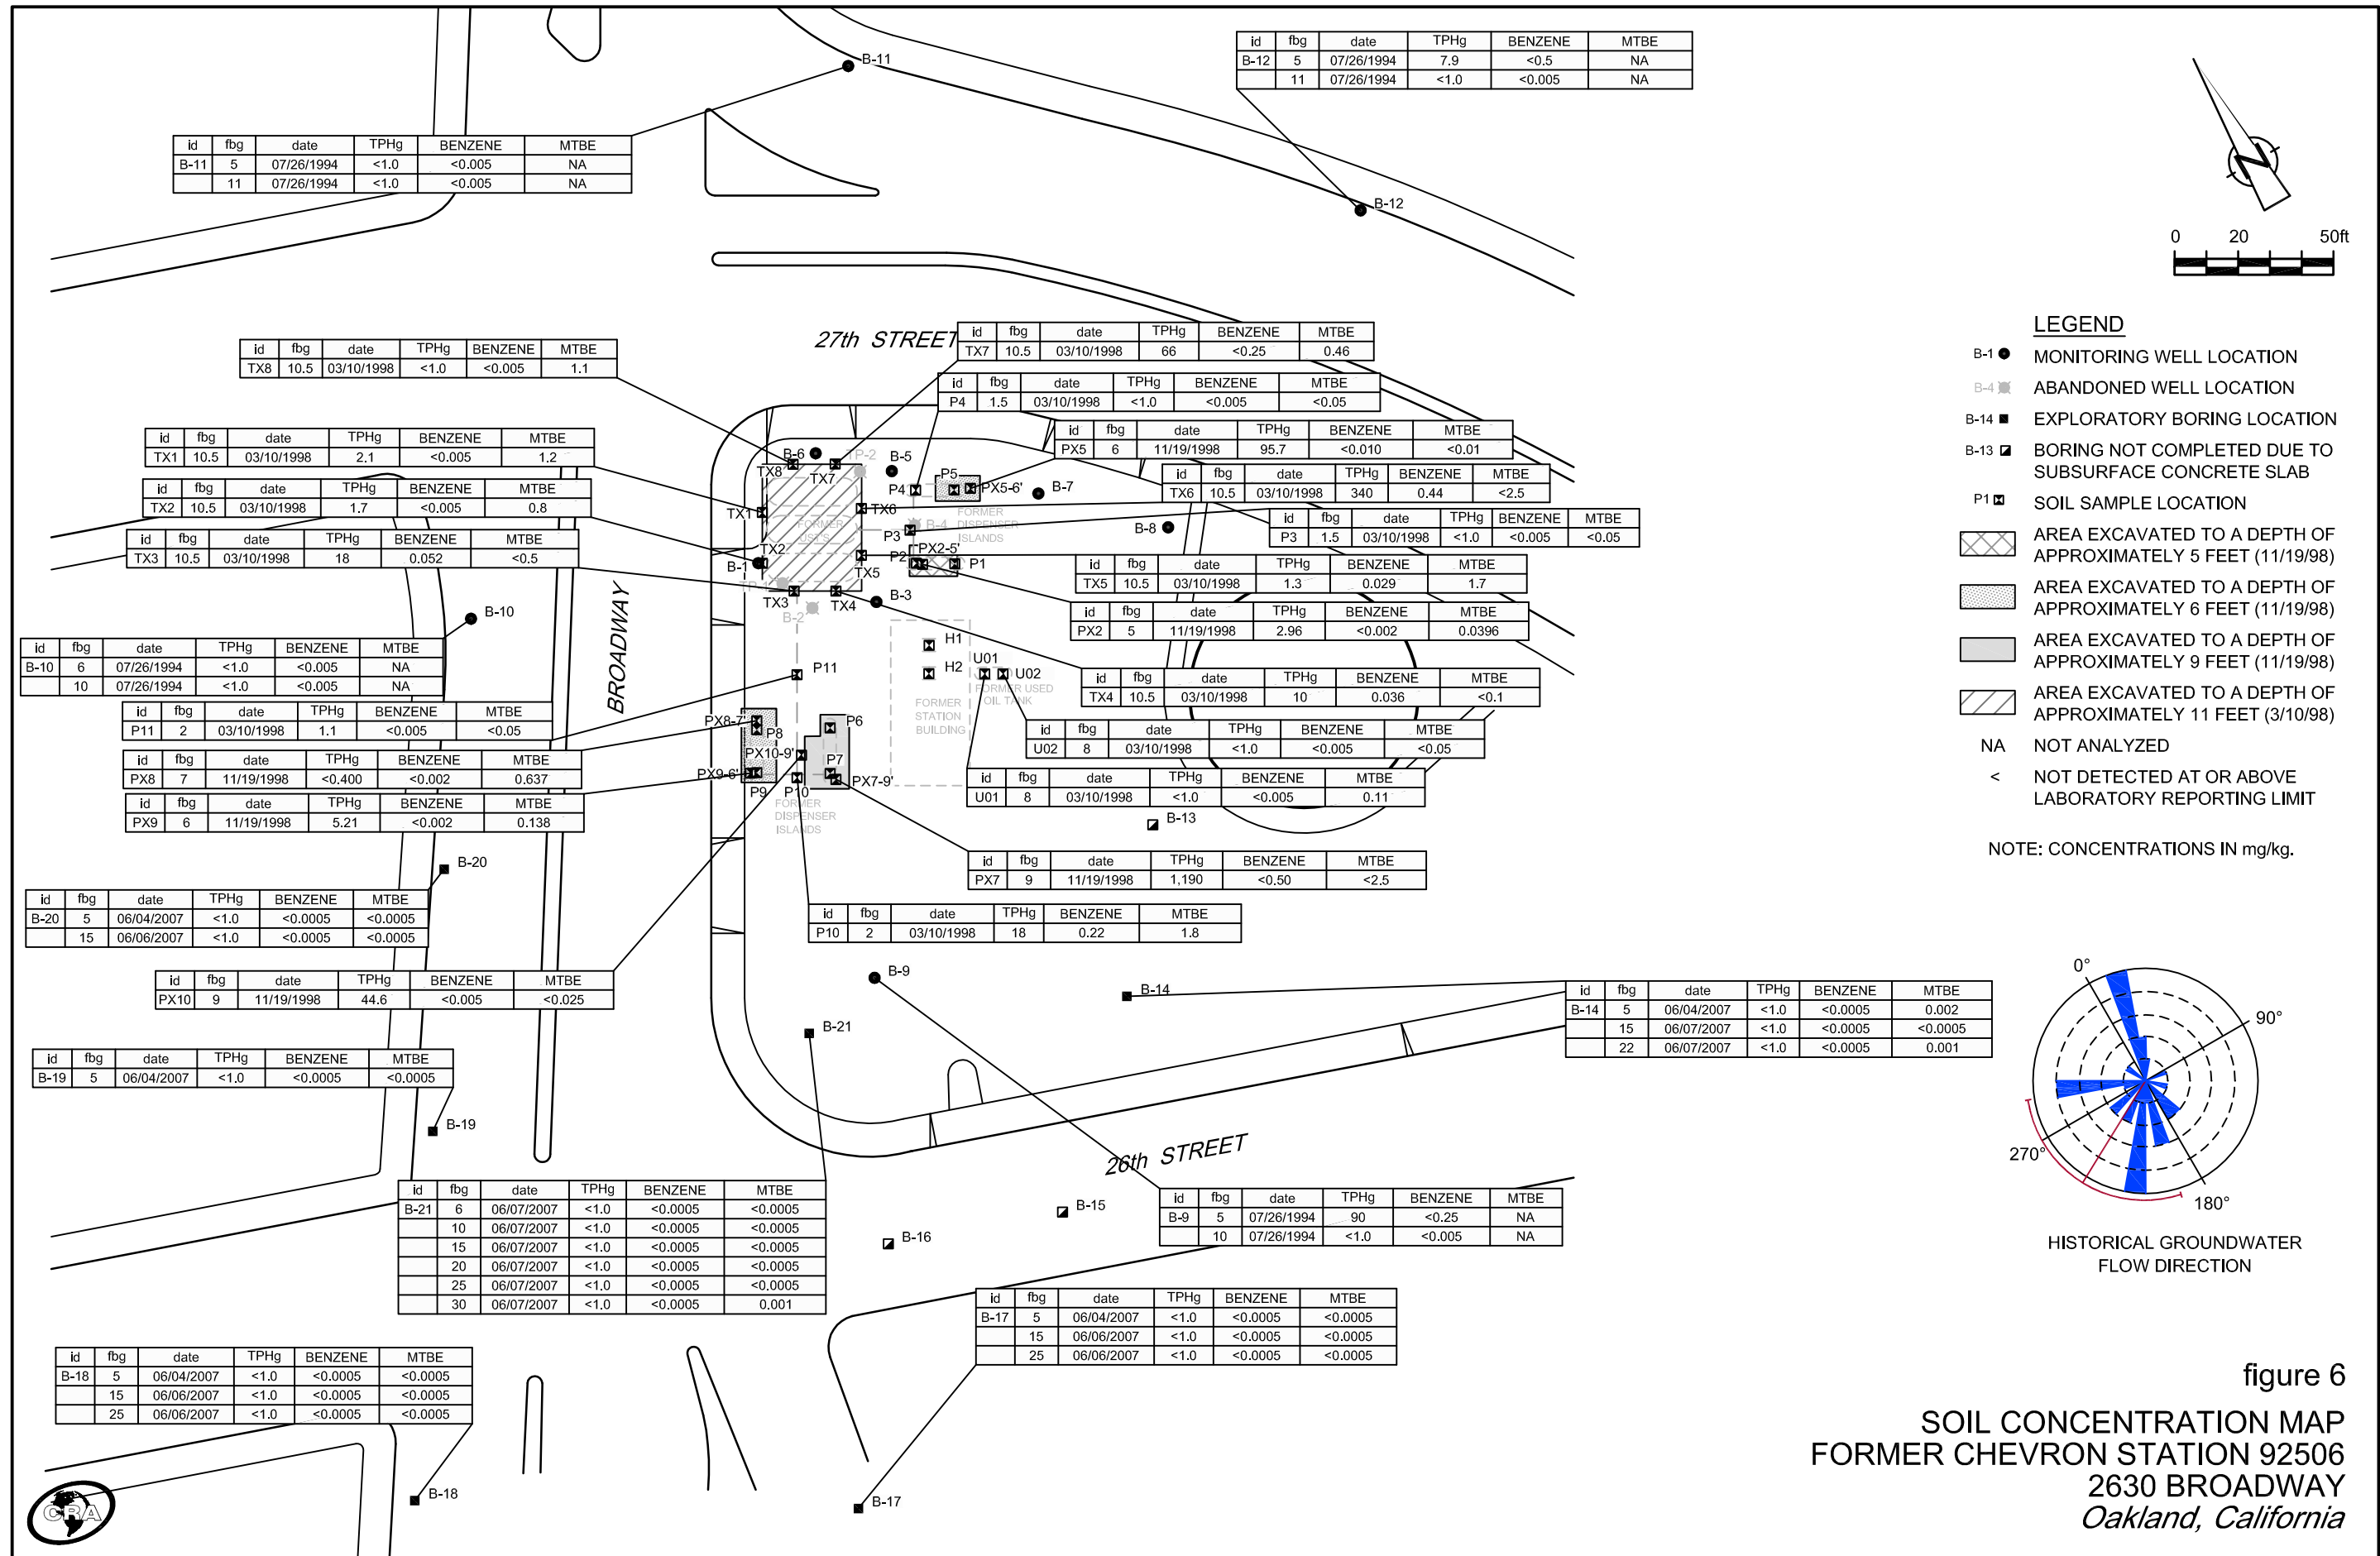 id fbg date TPHg BENZENE MTBE
B-12 5 07/26/1994 7.9 <0.5 NA
11 07/26/1994 <1.0 <0.005 NA
B-11
id fbg date TPHg BENZENE MTBE
B-11 5 07/26/1994 <1.0 <0.005 NA
11 07/26/1994 <1.0 <0.005 NA
B-12
N
0 20 50ft
27th STREET
id fbg date TPHg BENZENE MTBE
TX8 10.5 03/10/1998 <1.0 <0.005 1.1
id fbg date TPHg BENZENE MTBE
TX7 10.5 03/10/1998 66 <0.25 0.46
id fbg date TPHg BENZENE MTBE
P4 1.5 03/10/1998 <1.0 <0.005 <0.05
id fbg date TPHg BENZENE MTBE
PX5 6 11/19/1998 95.7 <0.010 <0.01
id fbg date TPHg BENZENE MTBE
TX1 10.5 03/10/1998 2.1 <0.005 1.2
id fbg date TPHg BENZENE MTBE
TX6 10.5 03/10/1998 340 0.44 <2.5
id fbg date TPHg BENZENE MTBE
TX2 10.5 03/10/1998 1.7 <0.005 0.8
id fbg date TPHg BENZENE MTBE
P3 1.5 03/10/1998 <1.0 <0.005 <0.05
id fbg date TPHg BENZENE MTBE
TX3 10.5 03/10/1998 18 0.052 <0.5
id fbg date TPHg BENZENE MTBE
TX5 10.5 03/10/1998 1.3 0.029 1.7
id fbg date TPHg BENZENE MTBE
PX2 5 11/19/1998 2.96 <0.002 0.0396
B-6
TP-2
B-5
TX8
TX7
P5
P4
PX5-6'
B-7
TX1
TX6
FORMER
UST'S
B-4
FORMER
DISPENSER
ISLANDS
B-8
P3
TX2
PX2-5'
B-1
P2
P1
TX5
TP-1
TX3
TX4
B-3
B-2
B-10
BROADWAY
H1
H2
U01
U02
FORMER USED
OIL TANK
P11
FORMER
STATION
BUILDING
id fbg date TPHg BENZENE MTBE
B-10 6 07/26/1994 <1.0 <0.005 NA
10 07/26/1994 <1.0 <0.005 NA
id fbg date TPHg BENZENE MTBE
TX4 10.5 03/10/1998 10 0.036 <0.1
id fbg date TPHg BENZENE MTBE
P11 2 03/10/1998 1.1 <0.005 <0.05
id fbg date TPHg BENZENE MTBE
U02 8 03/10/1998 <1.0 <0.005 <0.05
id fbg date TPHg BENZENE MTBE
PX8 7 11/19/1998 <0.400 <0.002 0.637
id fbg date TPHg BENZENE MTBE
U01 8 03/10/1998 <1.0 <0.005 0.11
id fbg date TPHg BENZENE MTBE
PX9 6 11/19/1998 5.21 <0.002 0.138
PX8-7'
P8
P6
PX10-9'
P7
PX9-6'
PX7-9'
P9
P10
FORMER
DISPENSER
ISLANDS
B-13
B-20
id fbg date TPHg BENZENE MTBE
PX7 9 11/19/1998 1,190 <0.50 <2.5
id fbg date TPHg BENZENE MTBE
B-20 5 06/04/2007 <1.0 <0.0005 <0.0005
15 06/06/2007 <1.0 <0.0005 <0.0005
id fbg date TPHg BENZENE MTBE
P10 2 03/10/1998 18 0.22 1.8
id fbg date TPHg BENZENE MTBE
PX10 9 11/19/1998 44.6 <0.005 <0.025
B-9
B-14
B-21
id fbg date TPHg BENZENE MTBE
B-14 5 06/04/2007 <1.0 <0.0005 0.002
15 06/07/2007 <1.0 <0.0005 <0.0005
22 06/07/2007 <1.0 <0.0005 0.001
id fbg date TPHg BENZENE MTBE
B-19 5 06/04/2007 <1.0 <0.0005 <0.0005
B-19
26th STREET
id fbg date TPHg BENZENE MTBE
B-21 6 06/07/2007 <1.0 <0.0005 <0.0005
10 06/07/2007 <1.0 <0.0005 <0.0005
15 06/07/2007 <1.0 <0.0005 <0.0005
20 06/07/2007 <1.0 <0.0005 <0.0005
25 06/07/2007 <1.0 <0.0005 <0.0005
30 06/07/2007 <1.0 <0.0005 0.001
B-15
B-16
id fbg date TPHg BENZENE MTBE
B-9 5 07/26/1994 90 <0.25 NA
10 07/26/1994 <1.0 <0.005 NA
id fbg date TPHg BENZENE MTBE
B-17 5 06/04/2007 <1.0 <0.0005 <0.0005
15 06/06/2007 <1.0 <0.0005 <0.0005
25 06/06/2007 <1.0 <0.0005 <0.0005
id fbg date TPHg BENZENE MTBE
B-18 5 06/04/2007 <1.0 <0.0005 <0.0005
15 06/06/2007 <1.0 <0.0005 <0.0005
25 06/06/2007 <1.0 <0.0005 <0.0005
B-18
B-17
CRA
LEGEND
B-1 MONITORING WELL LOCATION
B-4 ABANDONED WELL LOCATION
B-14 EXPLORATORY BORING LOCATION
B-13 BORING NOT COMPLETED DUE TO
SUBSURFACE CONCRETE SLAB
P1 SOIL SAMPLE LOCATION
AREA EXCAVATED TO A DEPTH OF
APPROXIMATELY 5 FEET (11/19/98)
AREA EXCAVATED TO A DEPTH OF
APPROXIMATELY 6 FEET (11/19/98)
AREA EXCAVATED TO A DEPTH OF
APPROXIMATELY 9 FEET (11/19/98)
AREA EXCAVATED TO A DEPTH OF
APPROXIMATELY 11 FEET (3/10/98)
NA NOT ANALYZED
< NOT DETECTED AT OR ABOVE
LABORATORY REPORTING LIMIT
NOTE: CONCENTRATIONS IN mg/kg.
0°
90°
270°
180°
HISTORICAL GROUNDWATER
FLOW DIRECTION
figure 6
SOIL CONCENTRATION MAP
FORMER CHEVRON STATION 92506
2630 BROADWAY
Oakland, California